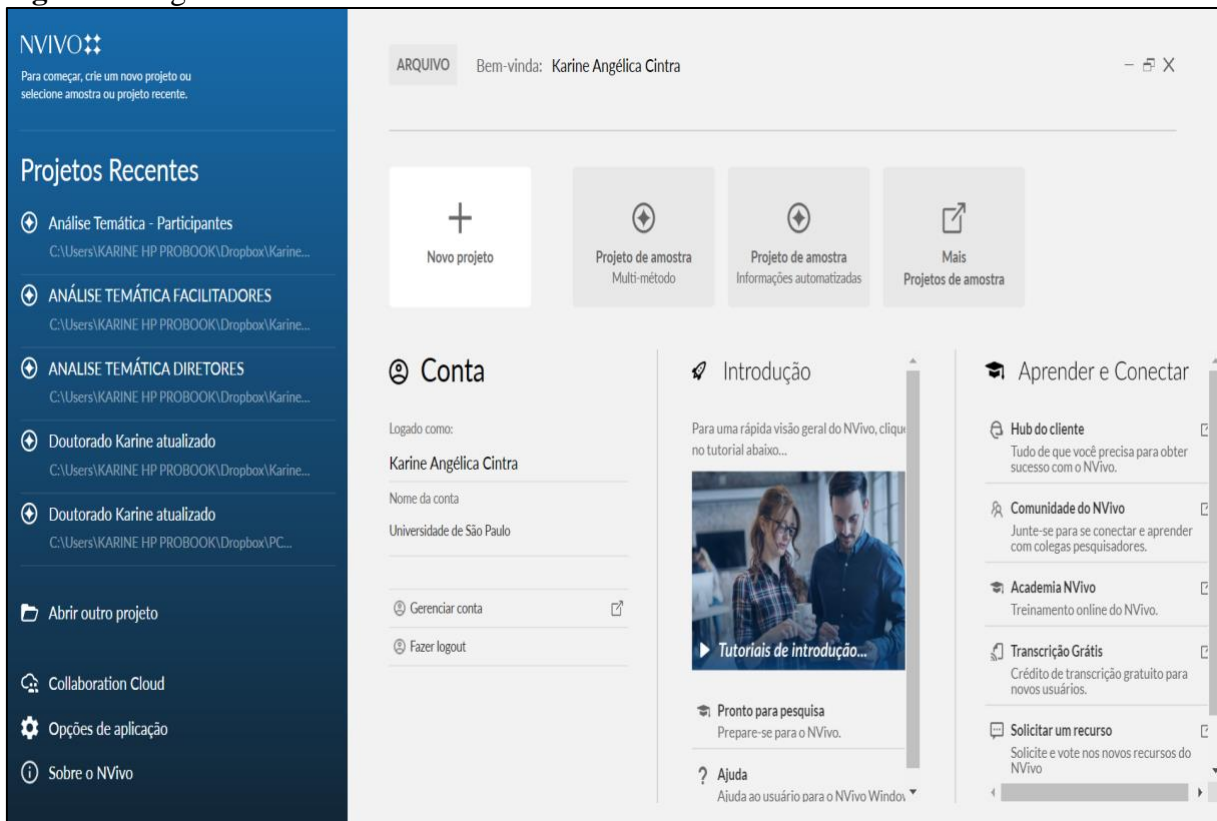 NVIVO
Para começar, crie um novo projeto ou
selecione amostra ou projeto recente.
Projetos Recentes
Análise Temática - Participantes
C:\Users\KARINE HP PROBOOK\Dropbox\Karine...
ANÁLISE TEMÁTICA FACILITADORES
C:\Users\KARINE HP PROBOOK\Dropbox\Karine...
ANALISE TEMÁTICA DIRETORES
C:\Users\KARINE HP PROBOOK\Dropbox\Karine...
Doutorado Karine atualizado
C:\Users\KARINE HP PROBOOK\Dropbox\Karine...
Doutorado Karine atualizado
C:\Users\KARINE HP PROBOOK\Dropbox\PC...
Abrir outro projeto
Collaboration Cloud
Opções de aplicação
Sobre o NVivo
ARQUIVO Bem-vinda: Karine Angélica Cintra
Novo projeto
Projeto de amostra
Multi-método
Projeto de amostra
Informações automatizadas
Mais
Projetos de amostra
Conta
Logado como:
Karine Angélica Cintra
Nome da conta
Universidade de São Paulo
Gerenciar conta
Fazer logout
Introdução
Para uma rápida visão geral do NVivo,
no tutorial abaixo...
Tutoriais de introdução...
Pronto para pesquisa
Prepare-se para o NVivo.
Ajuda
Ajuda ao usuário para o NVivo
Aprender e Conectar
Hub do cliente
Tudo de que você precisa para obter
sucesso com o NVivo.
Comunidade do NVivo
Junte-se para se conectar e aprender
com colegas pesquisadores.
Academia NVivo
Treinamento online do NVivo.
Transcrição Grátis
Crédito de transcrição gratuito para
novos usuários.
Solicitar um recurso
Solicite e vote nos novos recursos do
NVivo